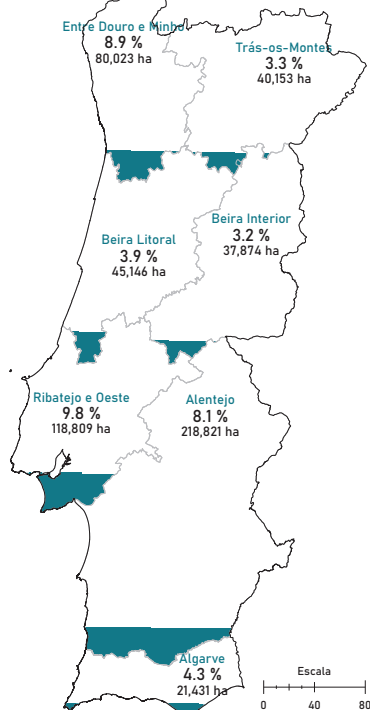 Entre Douro e Minho
8.9 %
80,023 ha
Trás-os-Montes
3.3 %
40,153 ha
Beira Litoral
3.9 %
45,146 ha
Beira Interior
3.2 %
37,874 ha
Ribatejo e Oeste
9.8 %
118,809 ha
Alentejo
8.1 %
218,821 ha
Algarve
4.3 %
21,431 ha
Escala
0 40 80